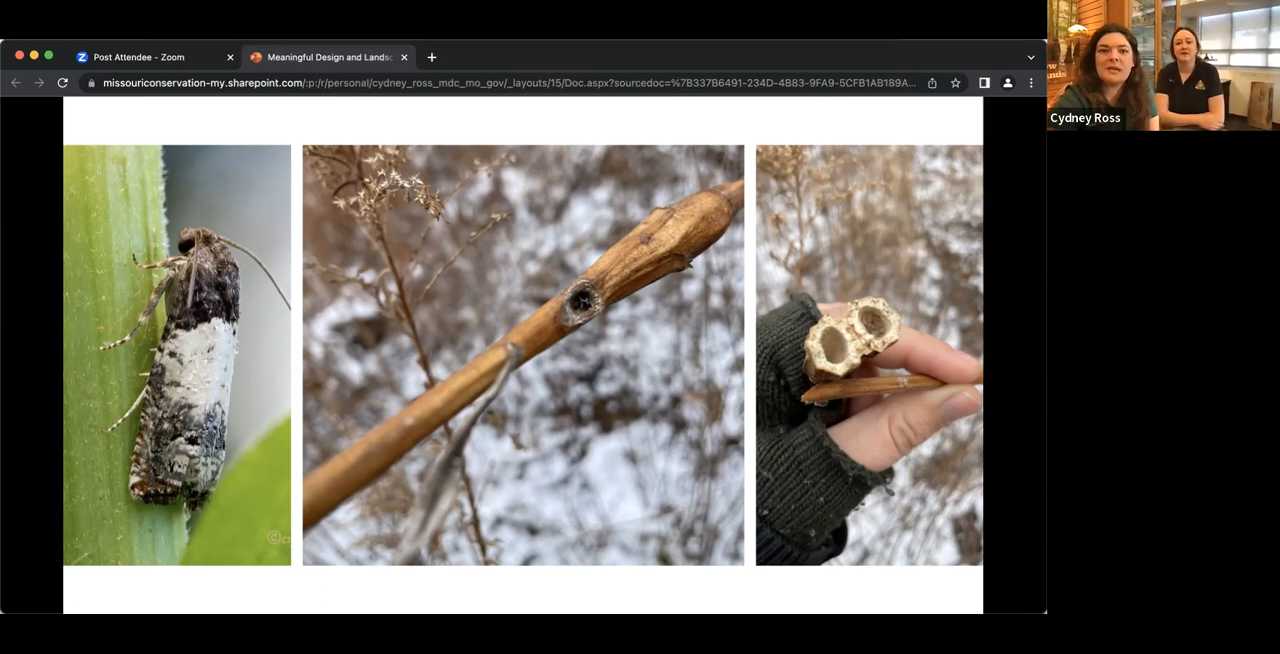 Post Attendee - Zoom
Meaningful Design and Lands
missouriconservation-my.sharepoint.com/:p:/r/personal/cydney_ross_mdc_mo_gov/_layouts/15/Doc.aspx?sourcedoc=%7B337B6491-234D-4B83-9FA9-5CFB1AB189A...
Cydney Ross